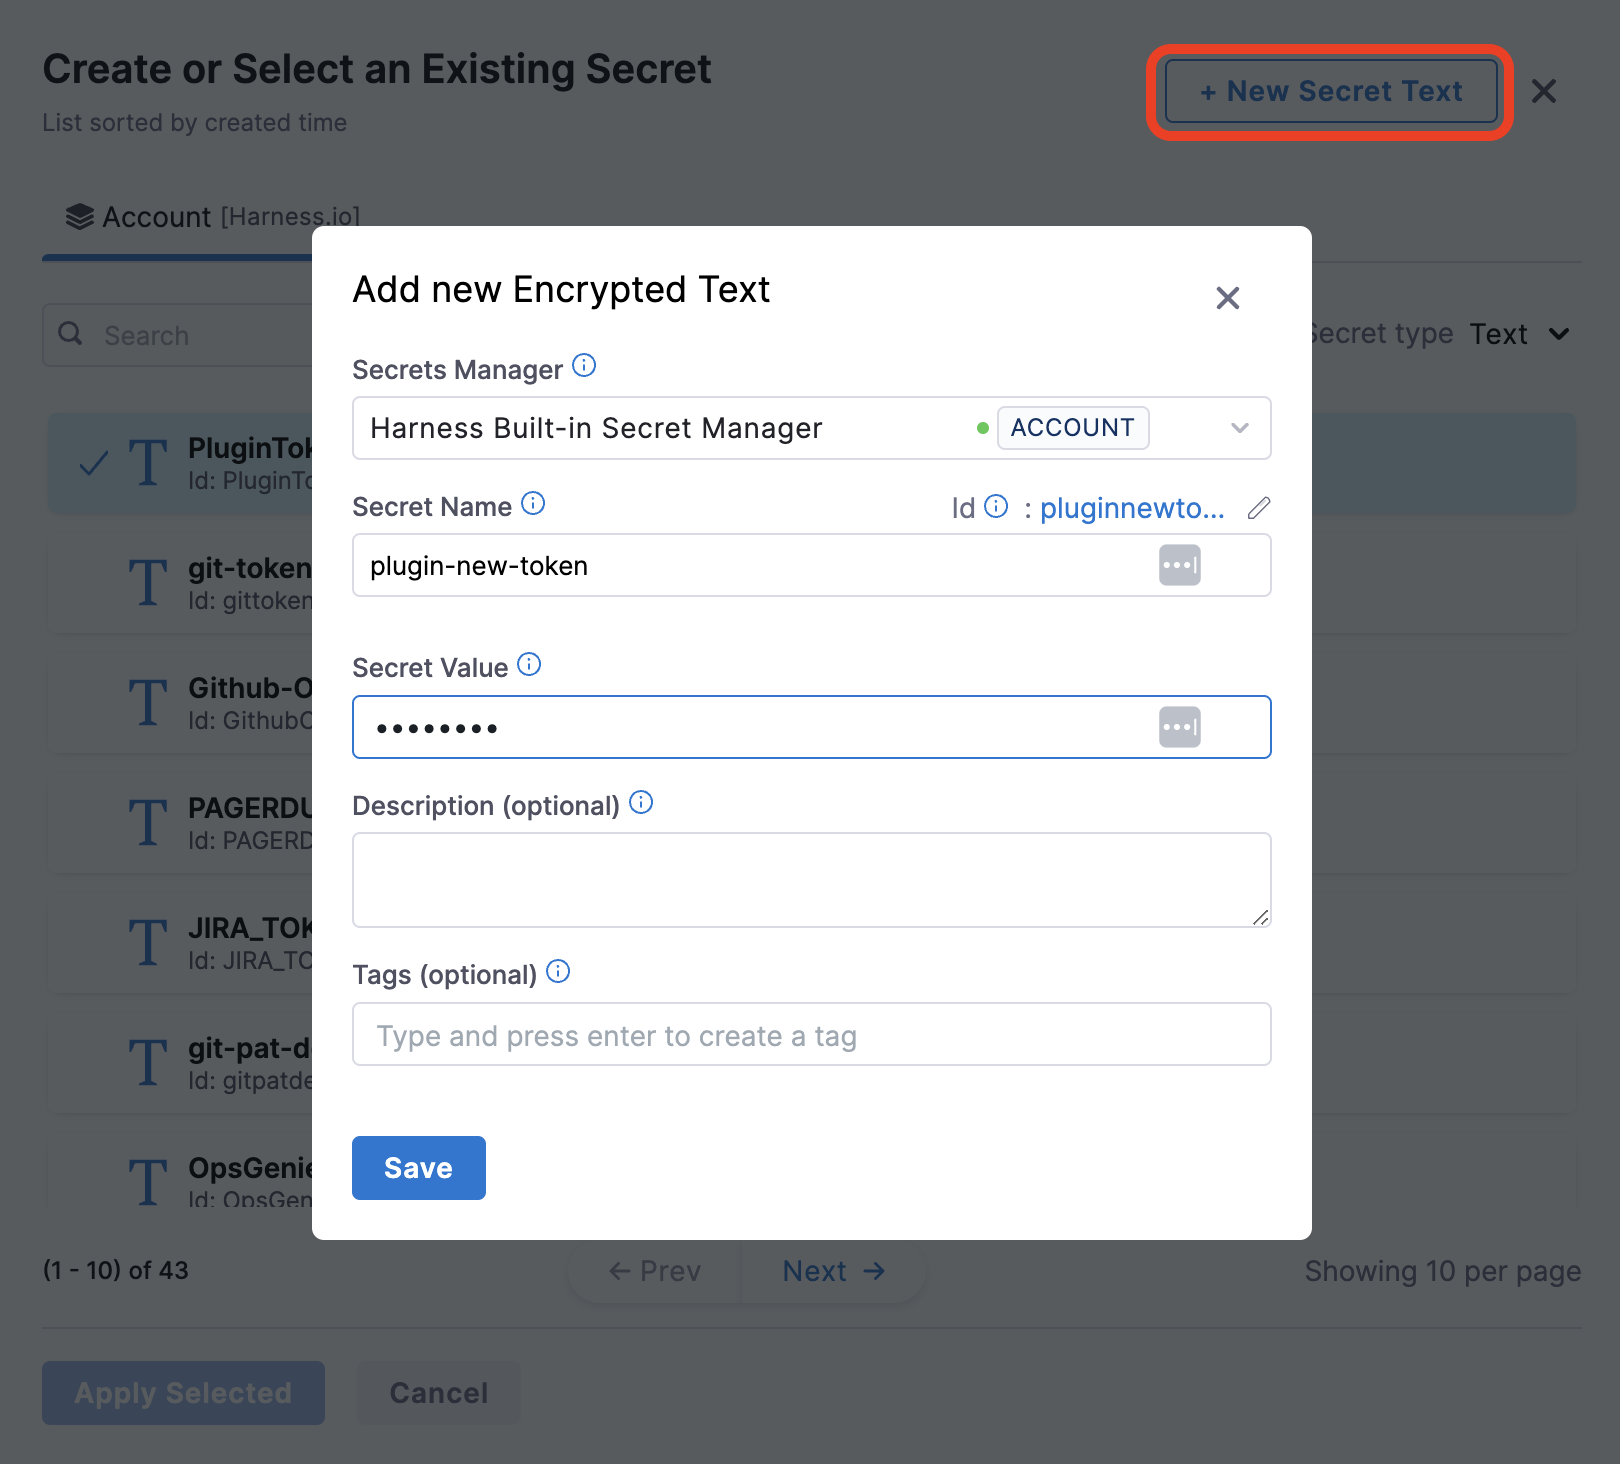 Create or Select an Existing Secret
+ New Secret Text
List sorted by created time
Account [Harness.io]
Search
Secret type Text
PluginTok
Id: PluginTo
git-token
Id: gittoken
Github-O
Id: GithubO
PAGERDU
Id: PAGERD
JIRA_TOK
Id: JIRA_TO
git-pat-d
Id: gitpatde
OpsGenie
Id: OpsGen
Add new Encrypted Text
Secrets Manager
Harness Built-in Secret Manager ACCOUNT
Secret Name
Id : pluginnewto...
plugin-new-token
Secret Value
••••••••
Description (optional)
Tags (optional)
Type and press enter to create a tag
Save
(1 - 10) of 43
← Prev
Next →
Showing 10 per page
Apply Selected
Cancel